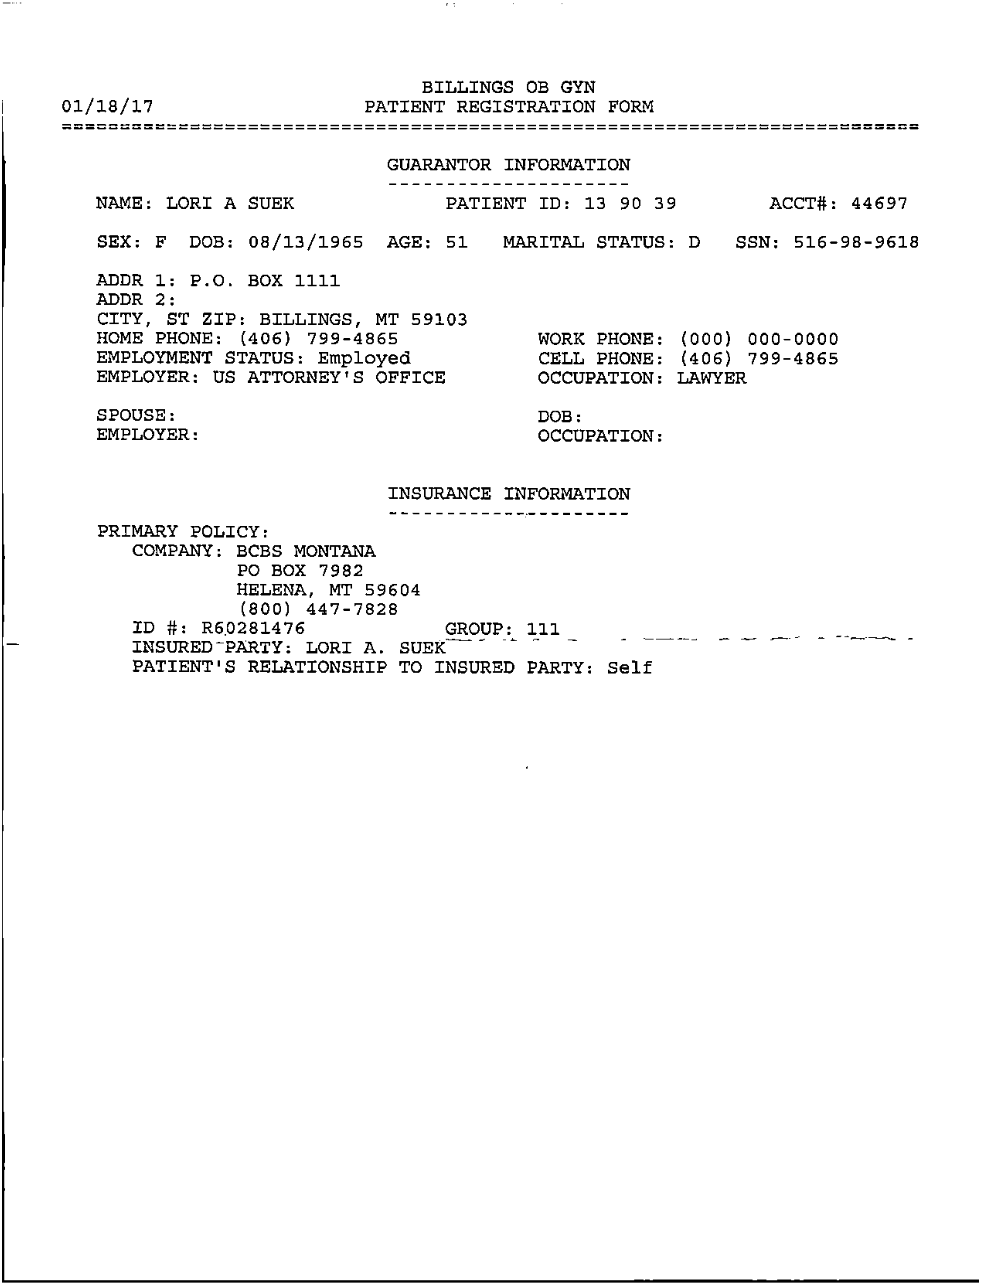 BILLINGS OB GYN
01/18/17 PATIENT REGISTRATION FORM
==========================================================================
GUARANTOR INFORMATION
---------------------
NAME: LORI A SUEK PATIENT ID: 13 90 39 ACCT#: 44697
SEX: F DOB: 08/13/1965 AGE: 51 MARITAL STATUS: D SSN: 516-98-9618
ADDR 1: P.O. BOX 1111
ADDR 2:
CITY, ST ZIP: BILLINGS, MT 59103
HOME PHONE: (406) 799-4865 WORK PHONE: (000) 000-0000
EMPLOYMENT STATUS: Employed CELL PHONE: (406) 799-4865
EMPLOYER: US ATTORNEY'S OFFICE OCCUPATION: LAWYER
SPOUSE: DOB:
EMPLOYER: OCCUPATION:
INSURANCE INFORMATION
---------------------
PRIMARY POLICY:
COMPANY: BCBS MONTANA
PO BOX 7982
HELENA, MT 59604
(800) 447-7828
ID #: R60281476 GROUP: 111
INSURED PARTY: LORI A. SUEK
PATIENT'S RELATIONSHIP TO INSURED PARTY: Self